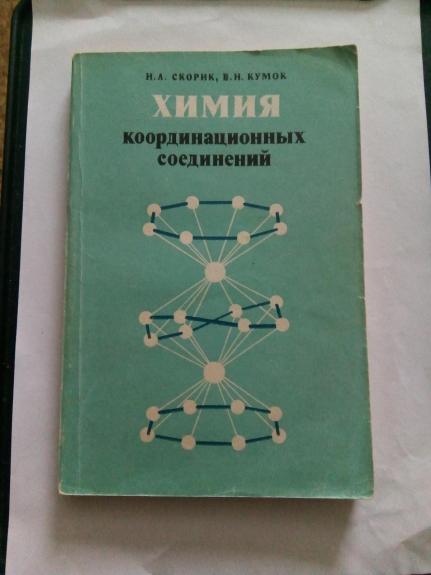 Н.А. СКОРИК, В.Н. КУМОК
ХИМИЯ
КООРДИНАЦИОННЫХ
СОЕДИНЕНИЙ